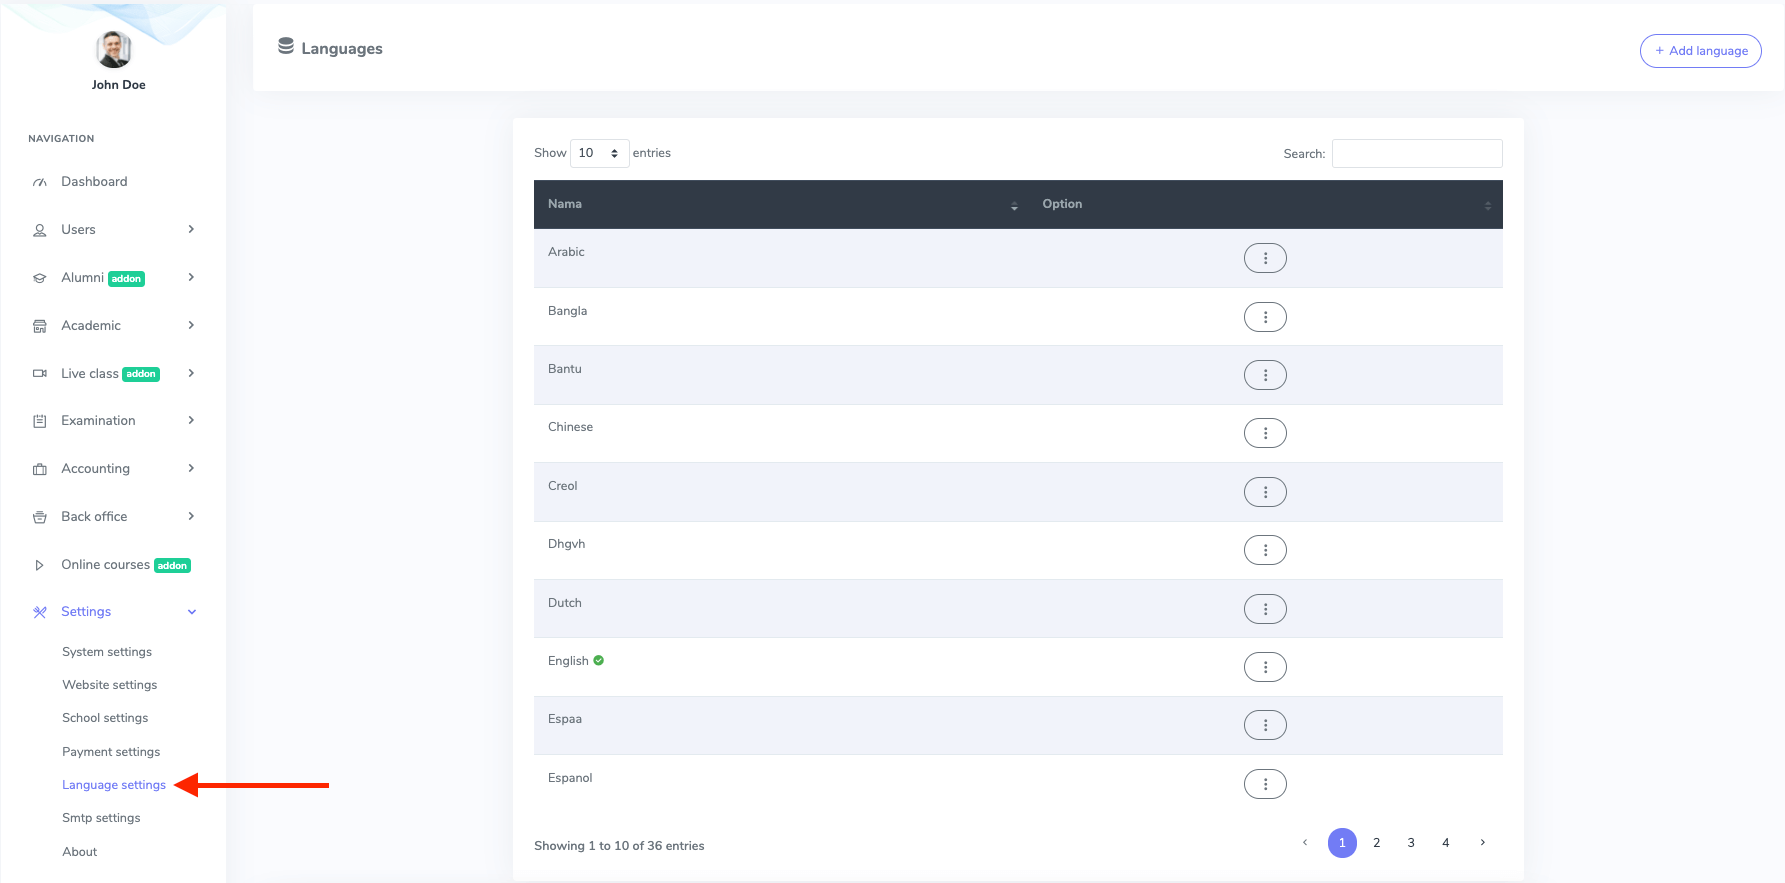 John Doe
NAVIGATION
Dashboard
Users
Alumni addon
Academic
Live class addon
Examination
Accounting
Back office
Online courses addon
Settings
System settings
Website settings
School settings
Payment settings
Language settings
Smtp settings
About
Languages
+ Add language
Show 10 entries
Search:
Nama Option
Arabic
Bangla
Bantu
Chinese
Creol
Dhgvh
Dutch
English
Espaa
Espanol
Showing 1 to 10 of 36 entries
‹ 1 2 3 4 ›